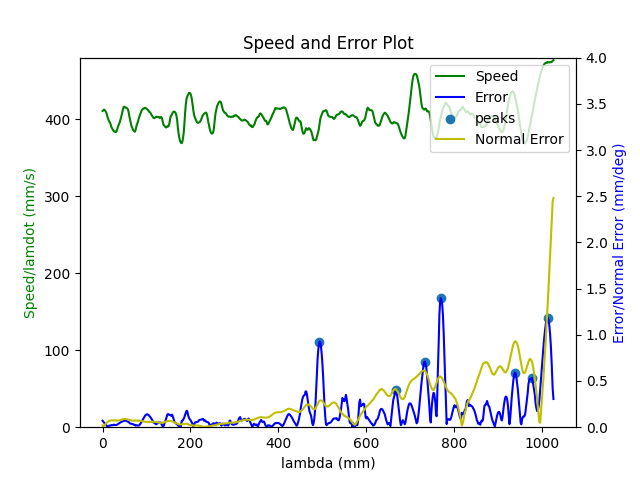 Speed and Error Plot
Speed
Error
peaks
Normal Error
Speed/lamdot (mm/s)
400
300
200
100
0
4.0
3.5
3.0
2.5
2.0
1.5
1.0
0.5
0.0
Error/Normal Error (mm/deg)
0 200 400 600 800 1000
lambda (mm)